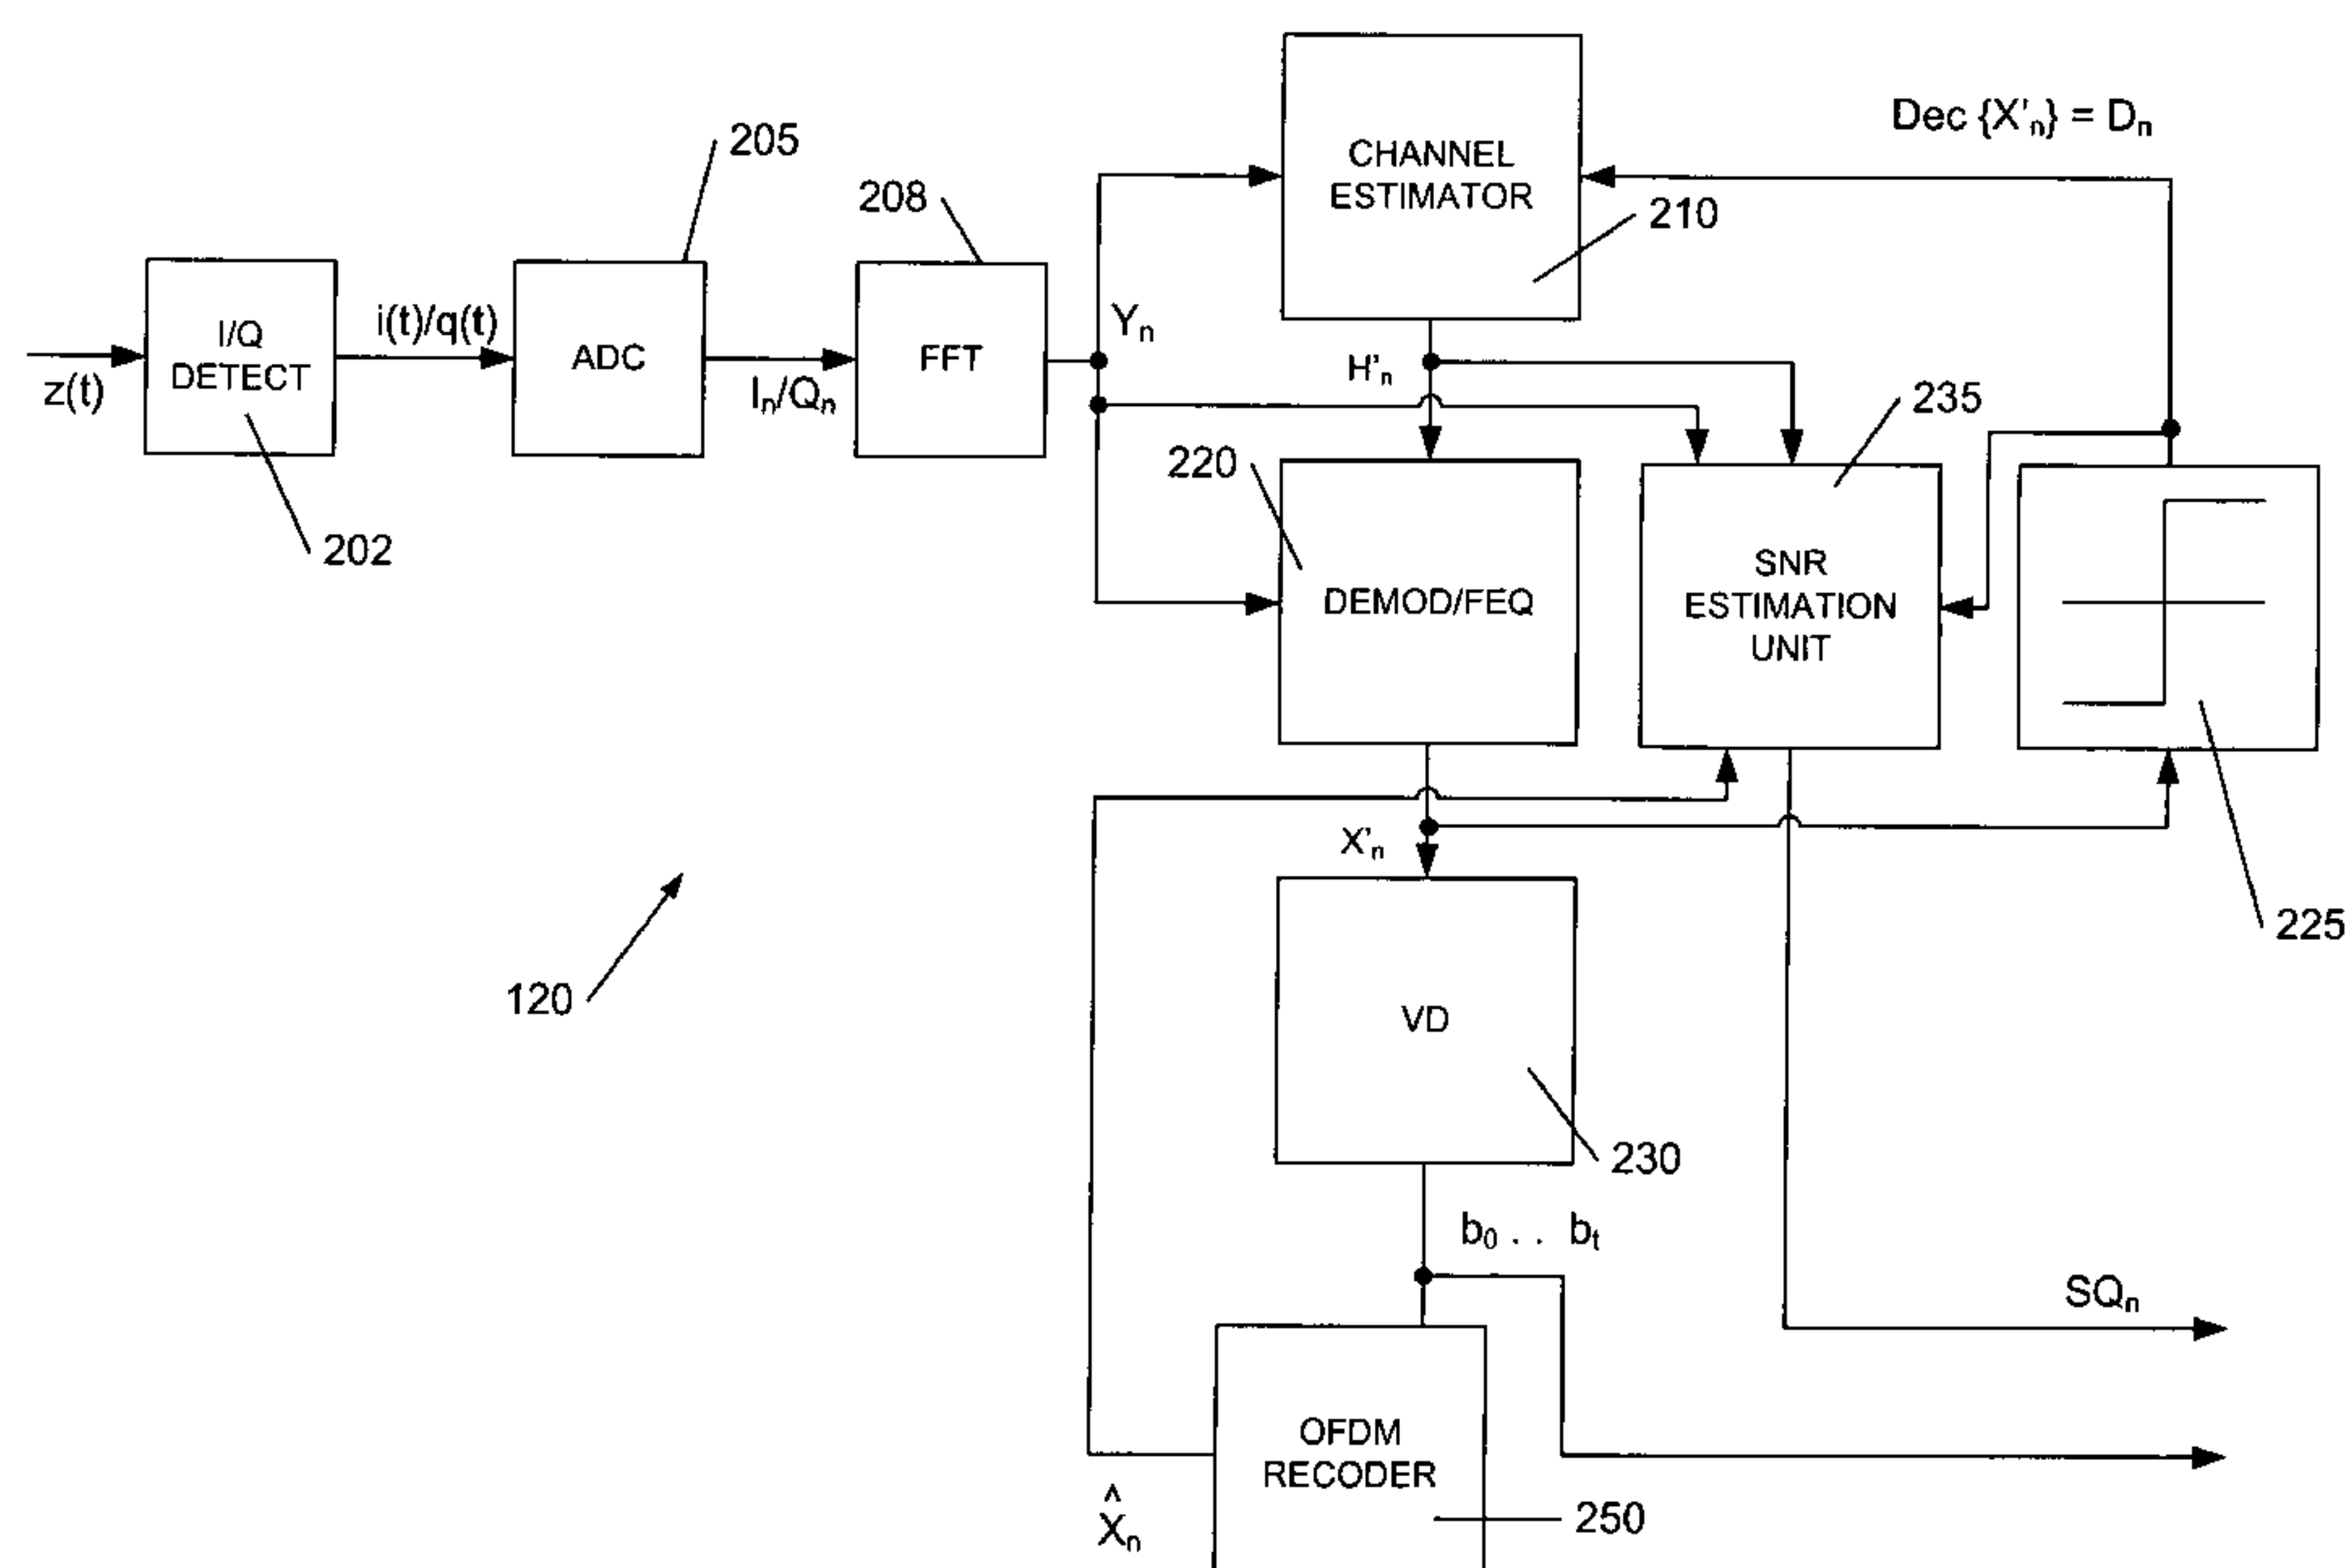 Dec {X'n} = Dn
205
CHANNEL
ESTIMATOR
208
210
I/Q
DETECT
i(t)/q(t)
ADC
FFT
Yn
z(t)
In/Qn
H'n
235
220
202
SNR
ESTIMATION
UNIT
DEMOD/FEQ
X'n
225
120
VD
230
b0 . . bt
SQn
OFDM
RECODER
X̂n
250